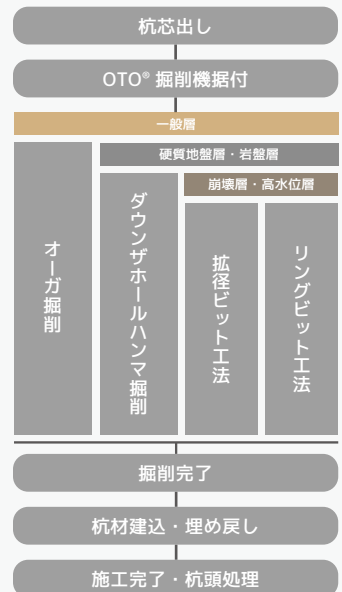 杭芯出し
OTO® 掘削機据付
一般層
硬質地盤層・岩盤層
崩壊層・高水位層
オーガ掘削
ダウンザホールハンマ掘削
拡径ビット工法
リングビット工法
掘削完了
杭材建込・埋め戻し
施工完了・杭頭処理